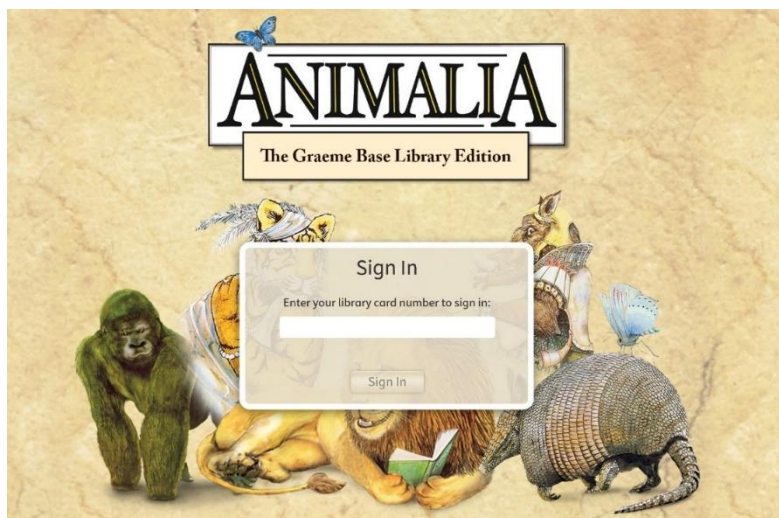 ANIMALIA
The Graeme Base Library Edition
Sign In
Enter your library card number to sign in:
Sign In